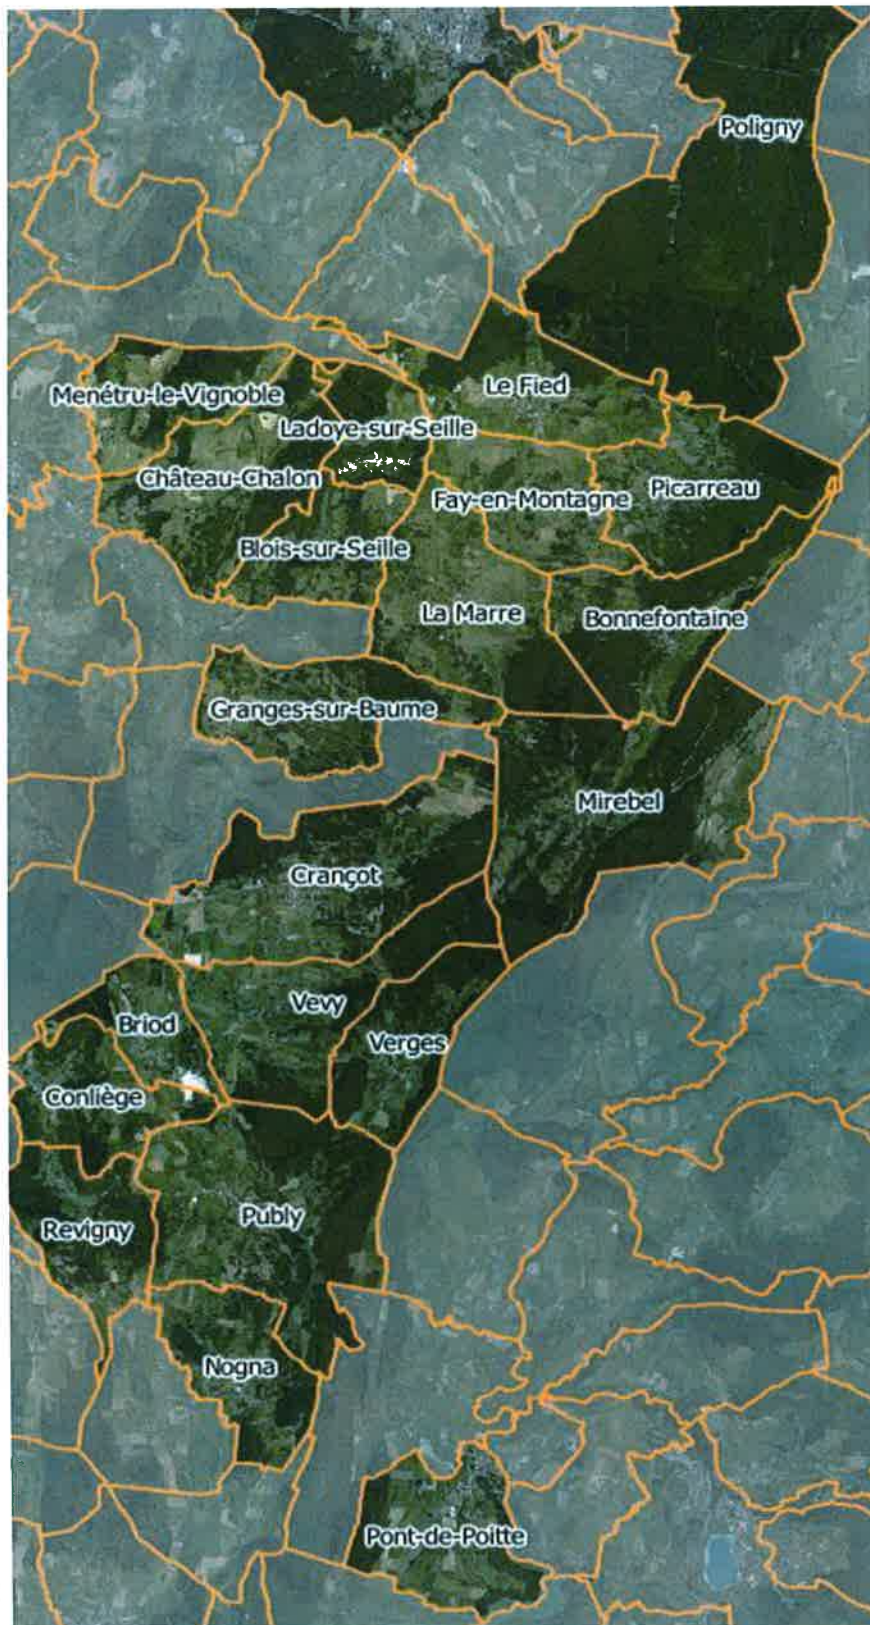 Poligny
Le Fied
Menétru-le-Vignoble
Ladoye-sur-Seille
Château-Chalon
Fay-en-Montagne
Picarreau
Blois-sur-Seille
La Marre
Bonnefontaine
Granges-sur-Baume
Mirebel
Crançot
Vevy
Briod
Verges
Conliège
Publy
Revigny
Nogna
Pont-de-Poitte